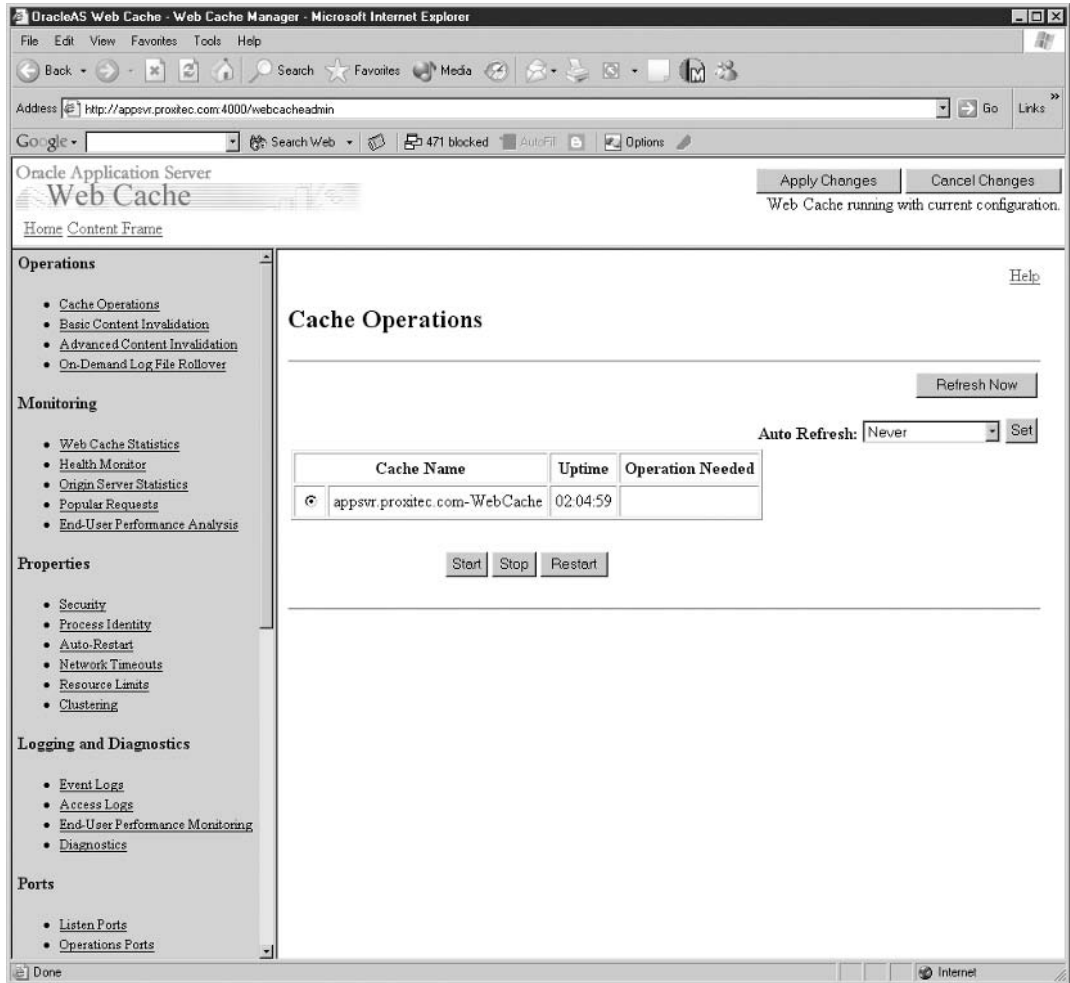 OracleAS Web Cache - Web Cache Manager - Microsoft Internet Explorer
File Edit View Favorites Tools Help
Back Search Favorites Media
Address http://appsvr.proxitec.com:4000/webcacheadmin Go Links »
Google Search Web 471 blocked AutoFill Options
Oracle Application Server
Web Cache
Home Content Frame
Apply Changes Cancel Changes
Web Cache running with current configuration.
Operations
Cache Operations
Basic Content Invalidation
Advanced Content Invalidation
On-Demand Log File Rollover
Monitoring
Web Cache Statistics
Health Monitor
Origin Server Statistics
Popular Requests
End-User Performance Analysis
Properties
Security
Process Identity
Auto-Restart
Network Timeouts
Resource Limits
Clustering
Logging and Diagnostics
Event Logs
Access Logs
End-User Performance Monitoring
Diagnostics
Ports
Listen Ports
Operations Ports
Help
Cache Operations
Refresh Now
Auto Refresh: Never Set
Cache Name Uptime Operation Needed
appsvr.proxitec.com-WebCache 02:04:59
Start Stop Restart
Done Internet